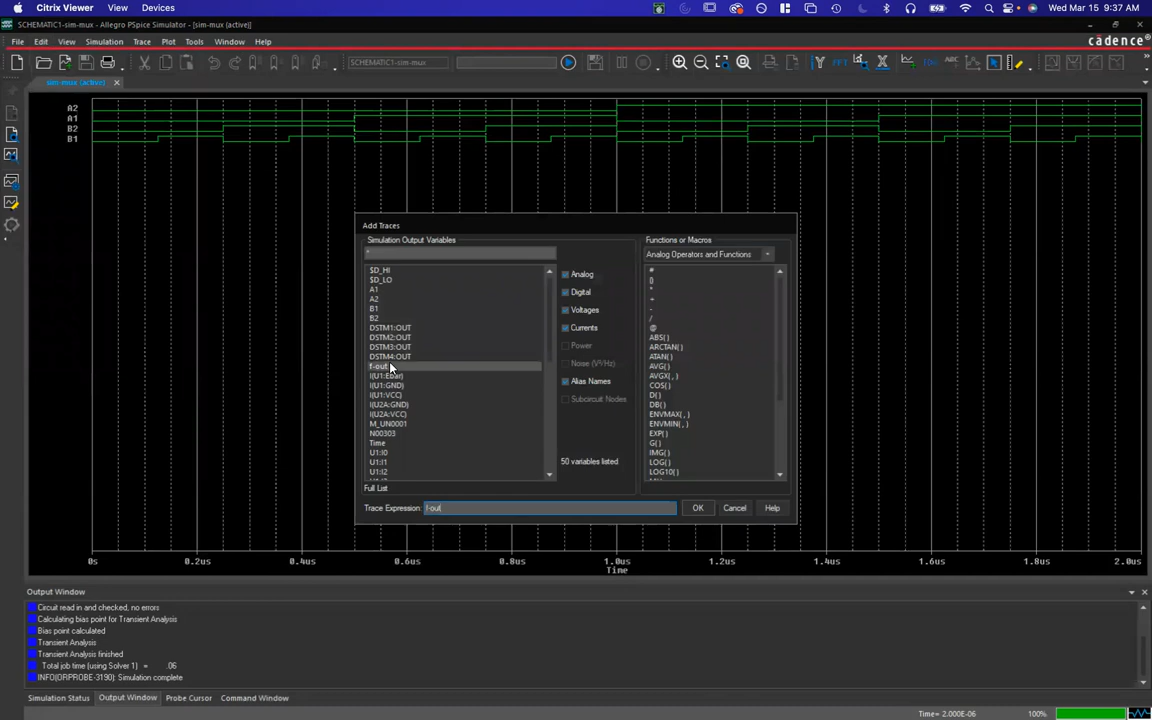 Citrix Viewer View Devices Wed Mar 15 9:37 AM
SCHEMATIC1-sim-mux - Allegro PSpice Simulator - [sim-mux (active)]
File Edit View Simulation Trace Plot Tools Window Help
cādence
SCHEMATIC1-sim-mux
sim-mux (active)
A2
A1
B2
B1
Add Traces
Simulation Output Variables
Functions or Macros
*
Analog Operators and Functions
$D_HI
$D_LO
A1
A2
B1
B2
DSTM1:OUT
DSTM2:OUT
DSTM3:OUT
DSTM4:OUT
f-out
I(U1:Ebar)
I(U1:GND)
I(U1:VCC)
I(U2A:GND)
I(U2A:VCC)
M_UN0001
N00303
Time
U1:I0
U1:I1
U1:I2
Full List
Analog
Digital
Voltages
Currents
Power
Noise (V²/Hz)
Alias Names
Subcircuit Nodes
50 variables listed
#
()
*
+
-
/
@
ABS( )
ARCTAN( )
ATAN( )
AVG( )
AVGX( , )
COS( )
D( )
DB( )
ENVMAX( , )
ENVMIN( , )
EXP( )
G( )
IMG( )
LOG( )
LOG10( )
Trace Expression: f-out
OK Cancel Help
0s 0.2us 0.4us 0.6us 0.8us 1.0us 1.2us 1.4us 1.6us 1.8us 2.0us
Time
Output Window
Circuit read in and checked, no errors
Calculating bias point for Transient Analysis
Bias point calculated
Transient Analysis
Transient Analysis finished
Total job time (using Solver 1) = .06
INFO(ORPROBE-3190): Simulation complete
Simulation Status Output Window Probe Cursor Command Window
Time= 2.000E-06 100%